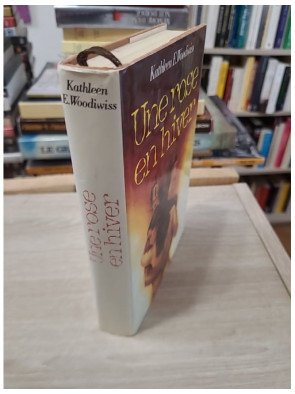 Kathleen
E. Woodiwiss
Une rose
en hiver
Kathleen E. Woodiwiss
Une rose
en hiver